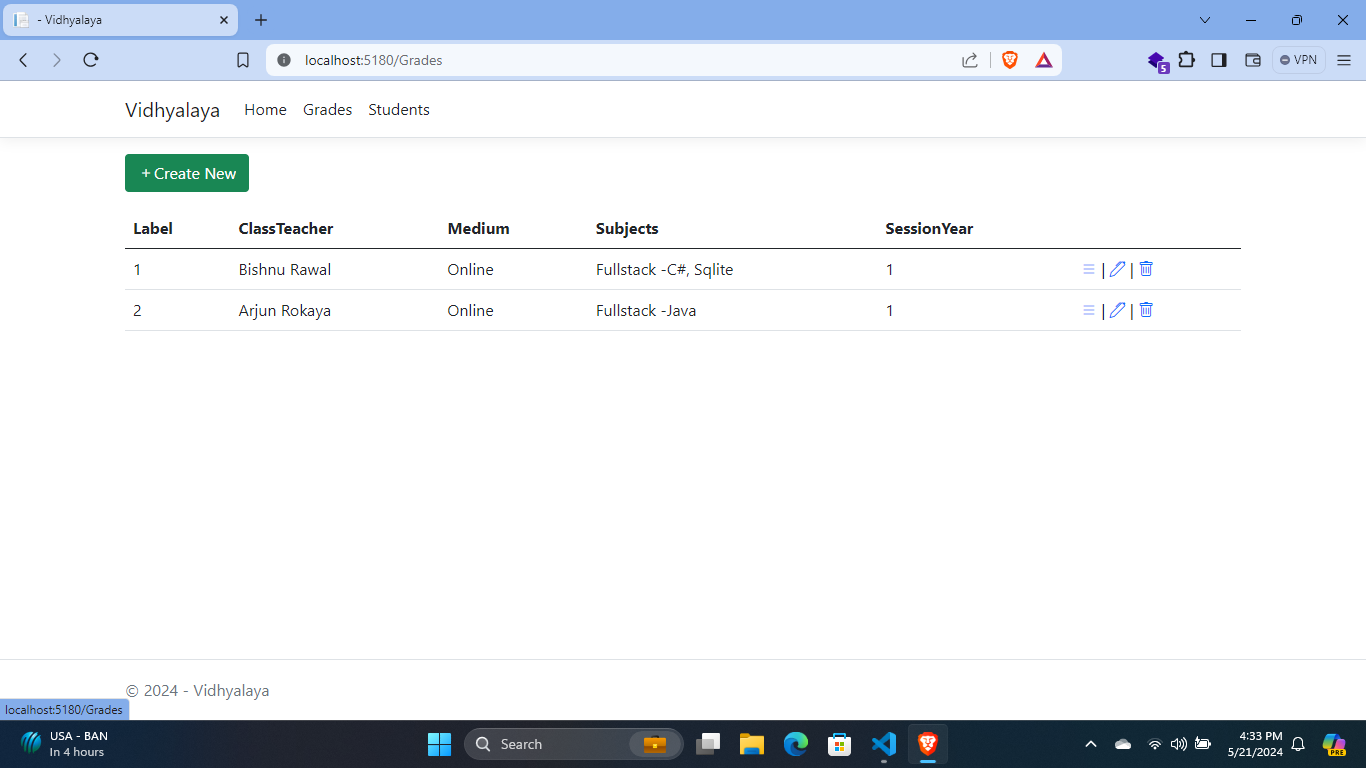 - Vidhyalaya
localhost:5180/Grades
5
VPN
Vidhyalaya Home Grades Students
+ Create New
Label ClassTeacher Medium Subjects SessionYear
1 Bishnu Rawal Online Fullstack -C#, Sqlite 1 | |
2 Arjun Rokaya Online Fullstack -Java 1 | |
© 2024 - Vidhyalaya
localhost:5180/Grades
USA - BAN
In 4 hours
Search
4:33 PM
5/21/2024
PRE